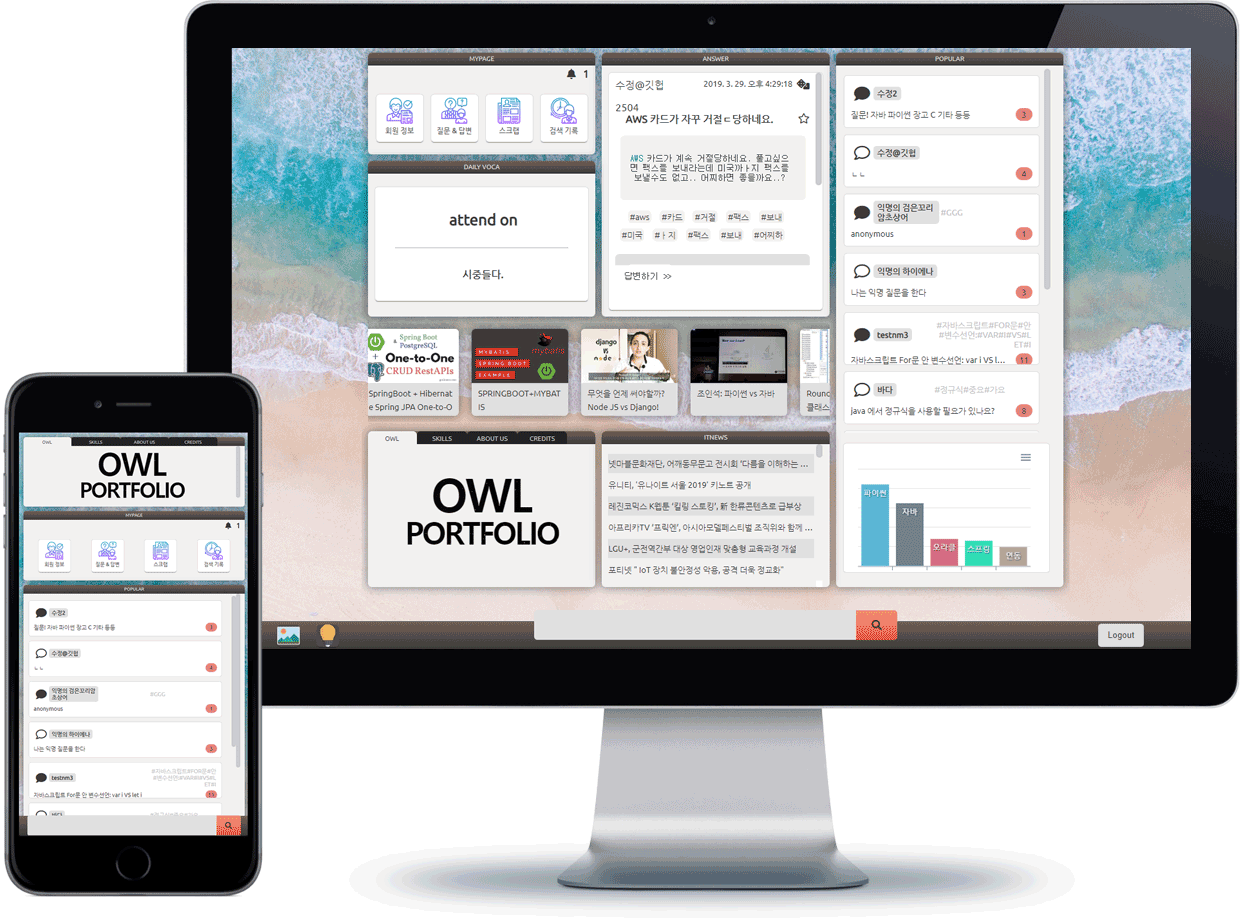 MYPAGE
1
회원 정보
질문 & 답변
스크랩
검색 기록
DAILY VOCA
attend on
시중들다.
ANSWER
수정@깃헙
2019. 3. 29. 오후 4:29:18
2504
AWS 카드가 자꾸 거절ㄷ당하네요.
AWS 카드가 계속 거절당하네요. 풀고싶으
면 팩스를 보내라는데 미국까ㅏ지 팩스를
보낼수도 없고.. 어찌하면 좋을까요..?
#aws #카드 #거절 #팩스 #보내
#미국 #ㅏ지 #팩스 #보내 #어찌하
답변하기 >>
POPULAR
수정2
질문! 자바 파이썬 장고 C 기타 등등
3
수정@깃헙
ㄴㄴ
4
익명의 검은꼬리
암초상어
#GGG
anonymous
1
익명의 하이에나
나는 익명 질문을 한다
3
testnm3
#자바스크립트#FOR문#안
#변수선언#VAR#I#VS#L
ET#I
자바스크립트 For문 안 변수선언: var i VS l...
11
바다
#정규식#중요#가요
java 에서 정규식을 사용할 필요가 있나요?
8
& Spring Boot
PostgreSQL
+
One-to-One
CRUD RestAPIs
SpringBoot + Hibernat
e Spring JPA One-to-O
MYBATIS
SPRING BOOT
EXAMPLE
mybatis
SPRINGBOOT+MYBAT
IS
django
VS
node
무엇을 언제 써야할까?
Node JS vs Django!
조인석: 파이썬 vs 자바
Round
클래스
OWL
SKILLS
ABOUT US
CREDITS
OWL
PORTFOLIO
ITNEWS
넷마블문화재단, 어깨동무문고 전시회 '다름을 이해하는 ...
유니티, '유나이트 서울 2019' 키노트 공개
레진코믹스 K웹툰 '킬링 스토킹', 新 한류콘텐츠로 급부상
아프리카TV '프릭엔', 아시아모델페스티벌 조직위와 함께 ...
LGU+, 군전역간부 대상 영업인재 맞춤형 교육과정 개설
포티넷 " IoT 장치 불안정성 악용, 공격 더욱 정교화"
파이썬
자바
오라클
스프링
연동
Logout
OWL
SKILLS
ABOUT US
CREDITS
OWL
PORTFOLIO
MYPAGE
1
회원 정보
질문 & 답변
스크랩
검색 기록
POPULAR
수정2
질문! 자바 파이썬 장고 C 기타 등등
3
수정@깃헙
ㄴㄴ
4
익명의 검은꼬리암
초상어
#GGG
anonymous
1
익명의 하이에나
나는 익명 질문을 한다
3
testnm3
#자바스크립트#FOR문#안
#변수선언#VAR#I#VS#L
ET#I
자바스크립트 For문 안 변수선언: var i VS let i
11
바다